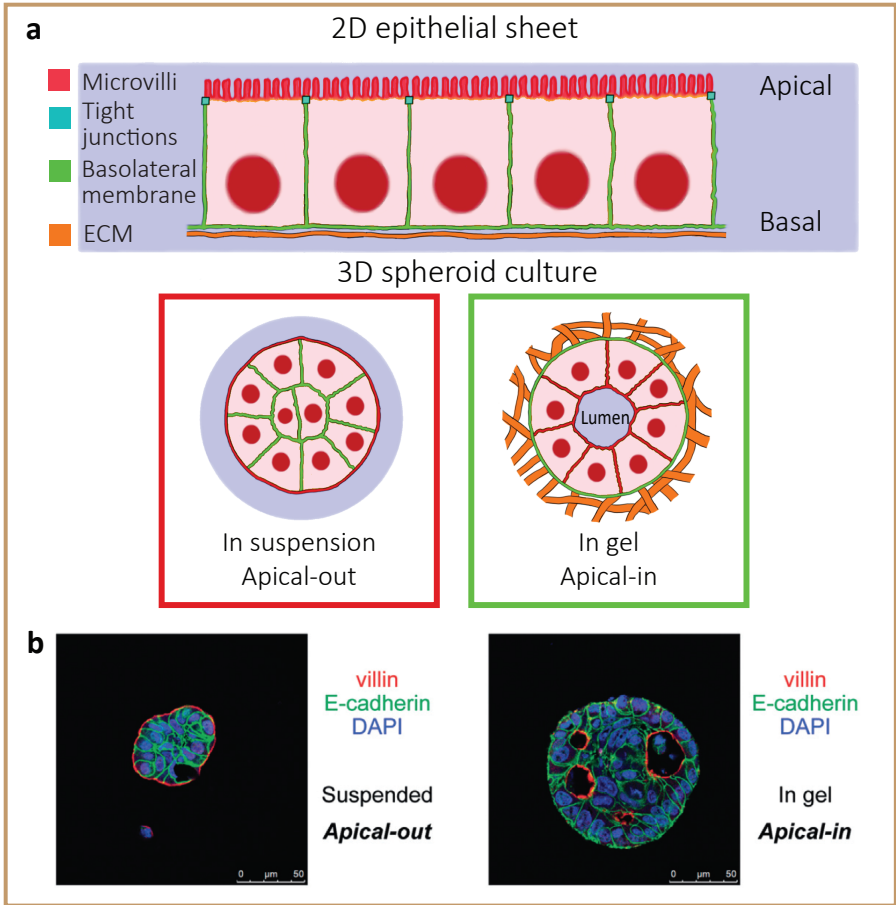 a
2D epithelial sheet
Microvilli
Tight
junctions
Basolateral
membrane
ECM
Apical
Basal
3D spheroid culture
Lumen
In suspension
Apical-out
In gel
Apical-in
b
villin
E-cadherin
DAPI
Suspended
Apical-out
0 µm 50
villin
E-cadherin
DAPI
In gel
Apical-in
0 µm 50